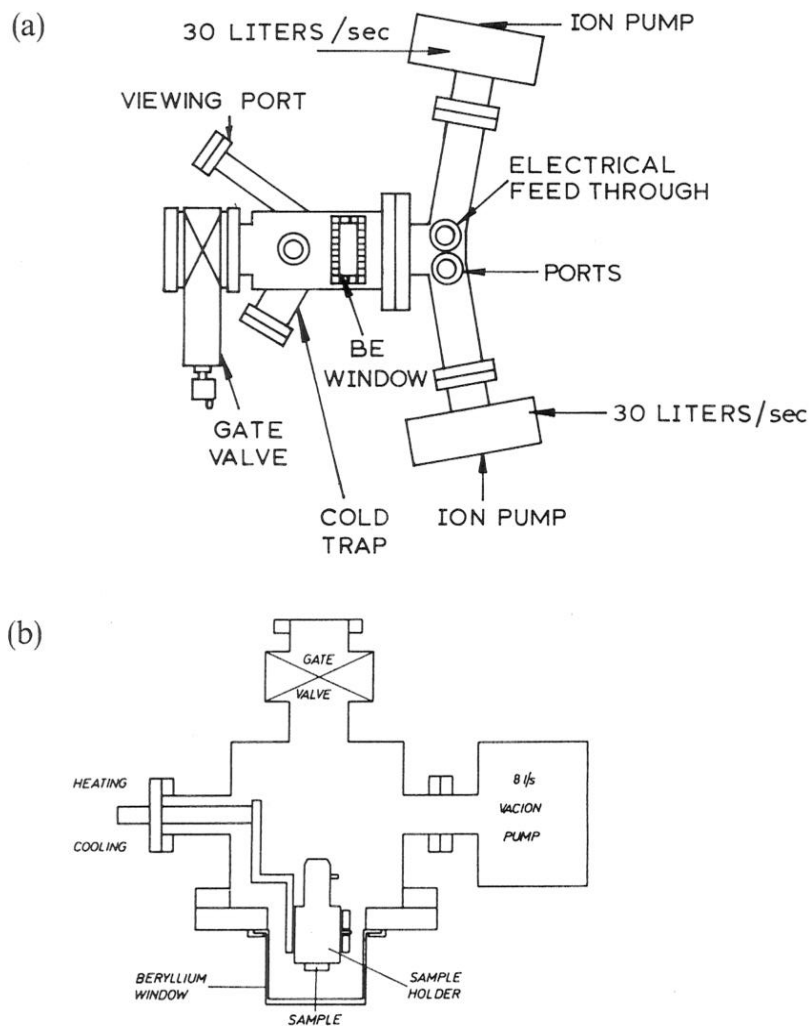 (a)
30 LITERS/sec
ION PUMP
VIEWING PORT
ELECTRICAL
FEED THROUGH
PORTS
BE
WINDOW
30 LITERS/sec
GATE
VALVE
COLD
TRAP
ION PUMP
(b)
GATE
VALVE
HEATING
COOLING
8 l/s
VACION
PUMP
BERYLLIUM
WINDOW
SAMPLE
SAMPLE
HOLDER